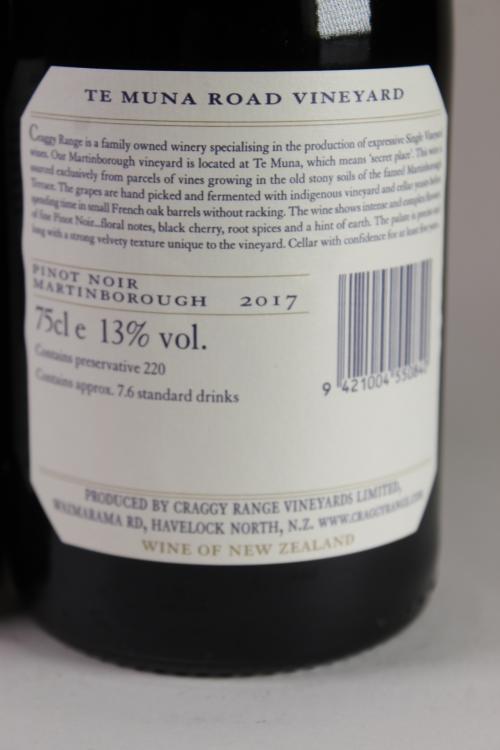 TE MUNA ROAD VINEYARD
Craggy Range is a family owned winery specialising in the production of expressive Single Vineyard
wines. Our Martinborough vineyard is located at Te Muna, which means 'secret place'. This wine is
sourced exclusively from parcels of vines growing in the old stony soils of the famed Martinborough
Terrace. The grapes are hand picked and fermented with indigenous vineyard and cellar yeasts before
spending time in small French oak barrels without racking. The wine shows intense and complex flavours
of fine Pinot Noir...floral notes, black cherry, root spices and a hint of earth. The palate is precise and
long with a strong velvety texture unique to the vineyard. Cellar with confidence for at least five years.
PINOT NOIR
MARTINBOROUGH 2017
75cl e 13% vol.
Contains preservative 220
Contains approx. 7.6 standard drinks
9 421004 550840
PRODUCED BY CRAGGY RANGE VINEYARDS LIMITED,
WAIMARAMA RD, HAVELOCK NORTH, N.Z. WWW.CRAGGYRANGE.COM
WINE OF NEW ZEALAND